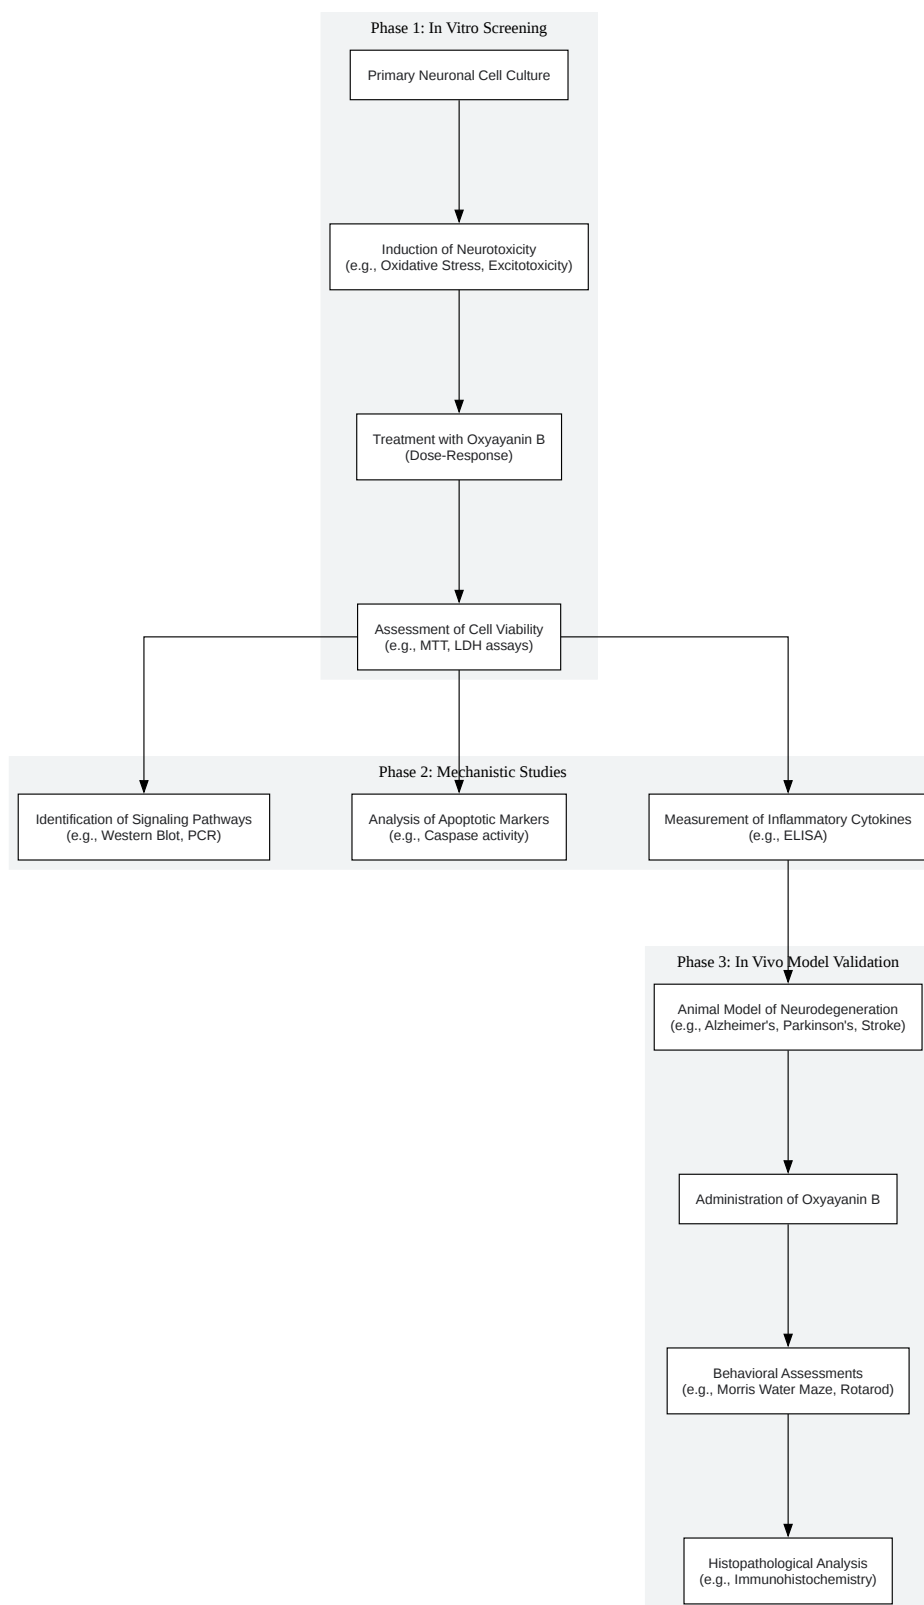 Phase 1: In Vitro Screening
Primary Neuronal Cell Culture
Induction of Neurotoxicity
(e.g., Oxidative Stress, Excitotoxicity)
Treatment with Oxyayanin B
(Dose-Response)
Assessment of Cell Viability
(e.g., MTT, LDH assays)
Phase 2: Mechanistic Studies
Identification of Signaling Pathways
(e.g., Western Blot, PCR)
Analysis of Apoptotic Markers
(e.g., Caspase activity)
Measurement of Inflammatory Cytokines
(e.g., ELISA)
Phase 3: In Vivo Model Validation
Animal Model of Neurodegeneration
(e.g., Alzheimer's, Parkinson's, Stroke)
Administration of Oxyayanin B
Behavioral Assessments
(e.g., Morris Water Maze, Rotarod)
Histopathological Analysis
(e.g., Immunohistochemistry)